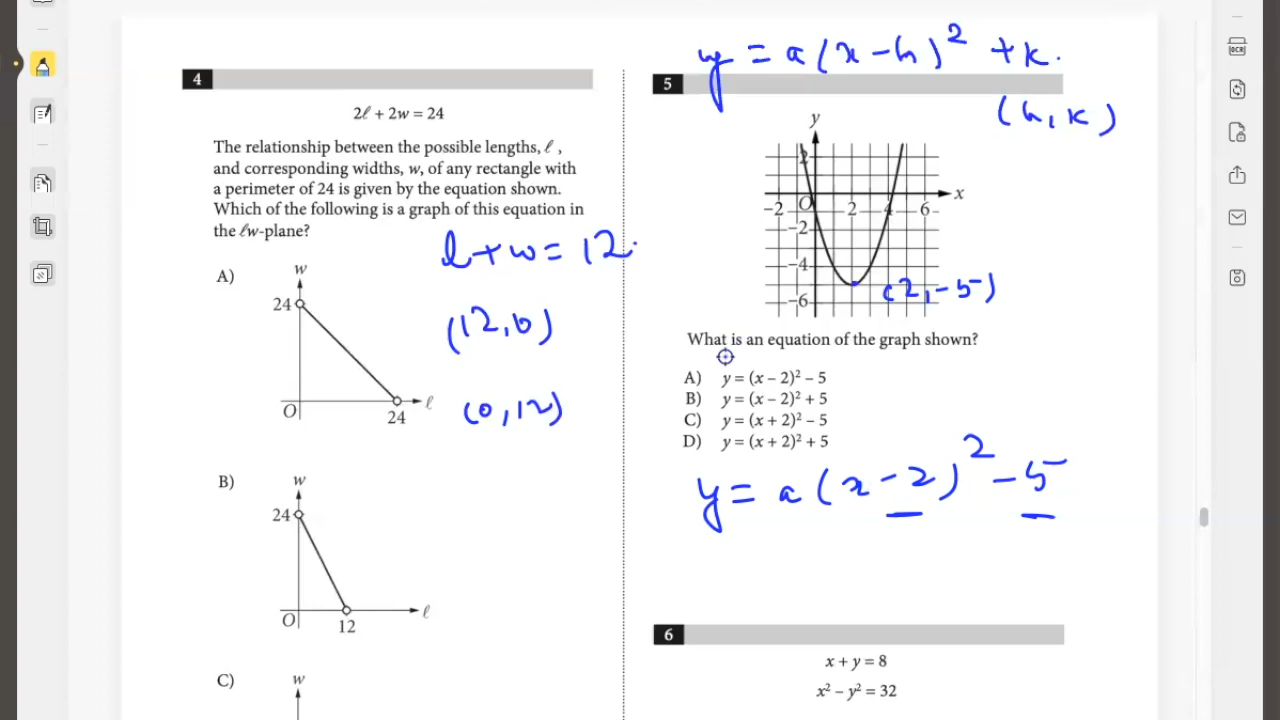 4
2ℓ + 2w = 24
The relationship between the possible lengths, ℓ ,
and corresponding widths, w, of any rectangle with
a perimeter of 24 is given by the equation shown.
Which of the following is a graph of this equation in
the ℓw-plane?
l + w = 12.
(12,0)
(0,12)
A)
w
24
O
24
ℓ
B)
w
24
O
12
ℓ
C)
w
y = a(x-h)² + k.
(h, k)
5
y
2
-2
O
2
4
6
x
-2
-4
-6
(2,-5)
What is an equation of the graph shown?
A) y = (x – 2)² – 5
B) y = (x – 2)² + 5
C) y = (x + 2)² – 5
D) y = (x + 2)² + 5
y = a(x-2)² - 5
6
x + y = 8
x² – y² = 32
OCR